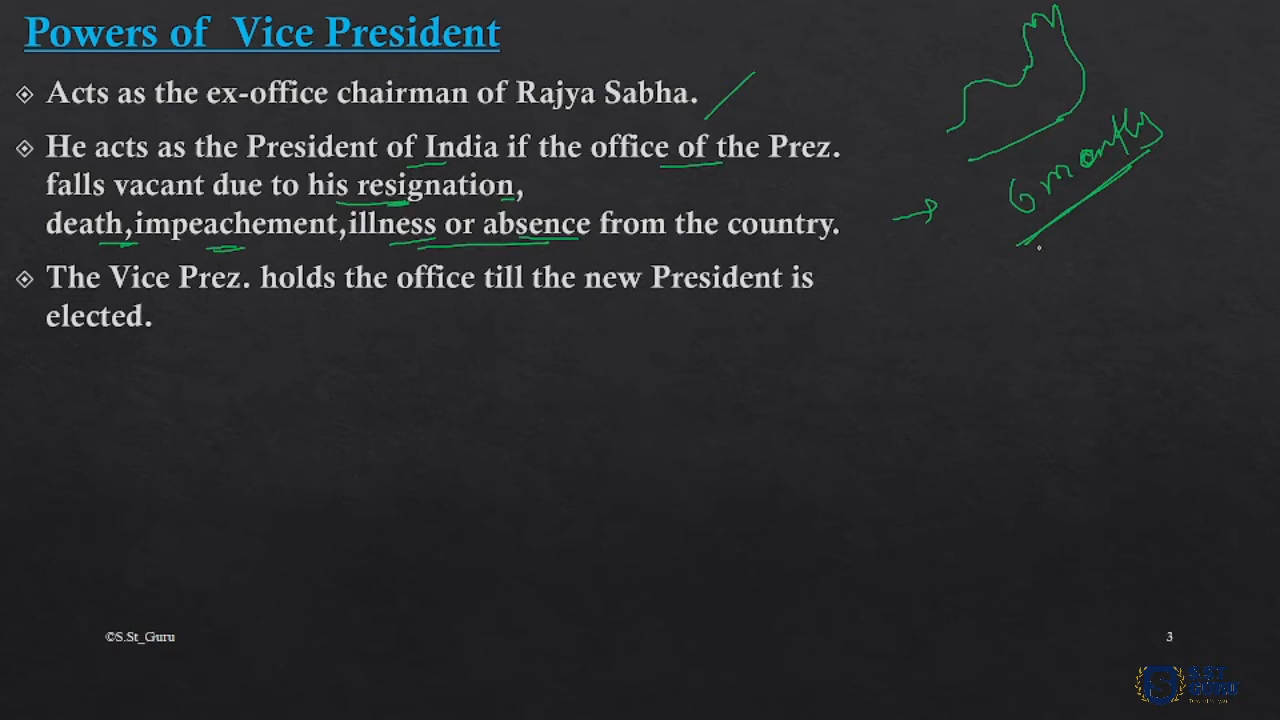 Powers of Vice President
Acts as the ex-office chairman of Rajya Sabha.
He acts as the President of India if the office of the Prez.
falls vacant due to his resignation,
death,impeachement,illness or absence from the country.
6 months
The Vice Prez. holds the office till the new President is
elected.
©S.St_Guru
3
SST
GURU